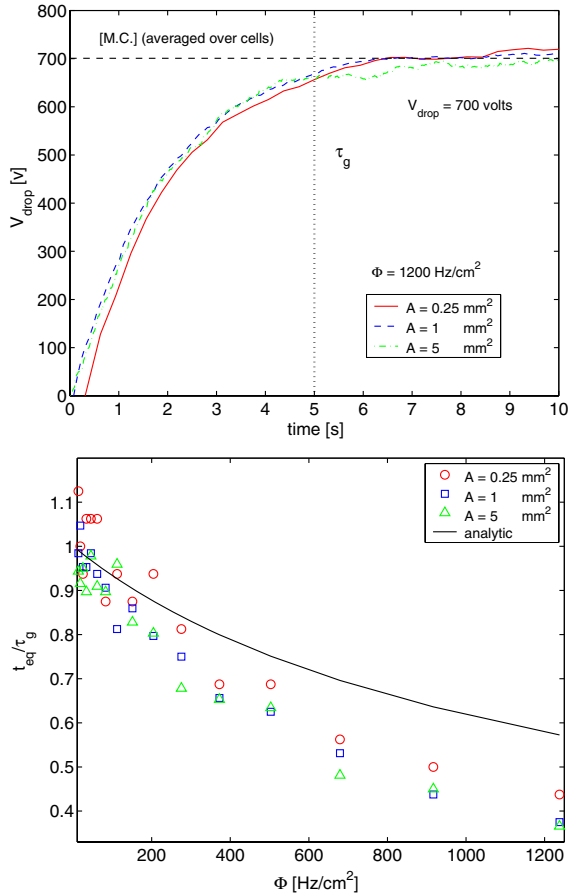 [M.C.] (averaged over cells)
V_drop = 700 volts
τ_g
Φ = 1200 Hz/cm²
A = 0.25 mm²
A = 1 mm²
A = 5 mm²
800
700
600
500
400
300
200
100
0
V_drop [v]
0 1 2 3 4 5 6 7 8 9 10
time [s]
A = 0.25 mm²
A = 1 mm²
A = 5 mm²
analytic
1.1
1
0.9
0.8
0.7
0.6
0.5
0.4
t_eq/τ_g
200 400 600 800 1000 1200
Φ [Hz/cm²]